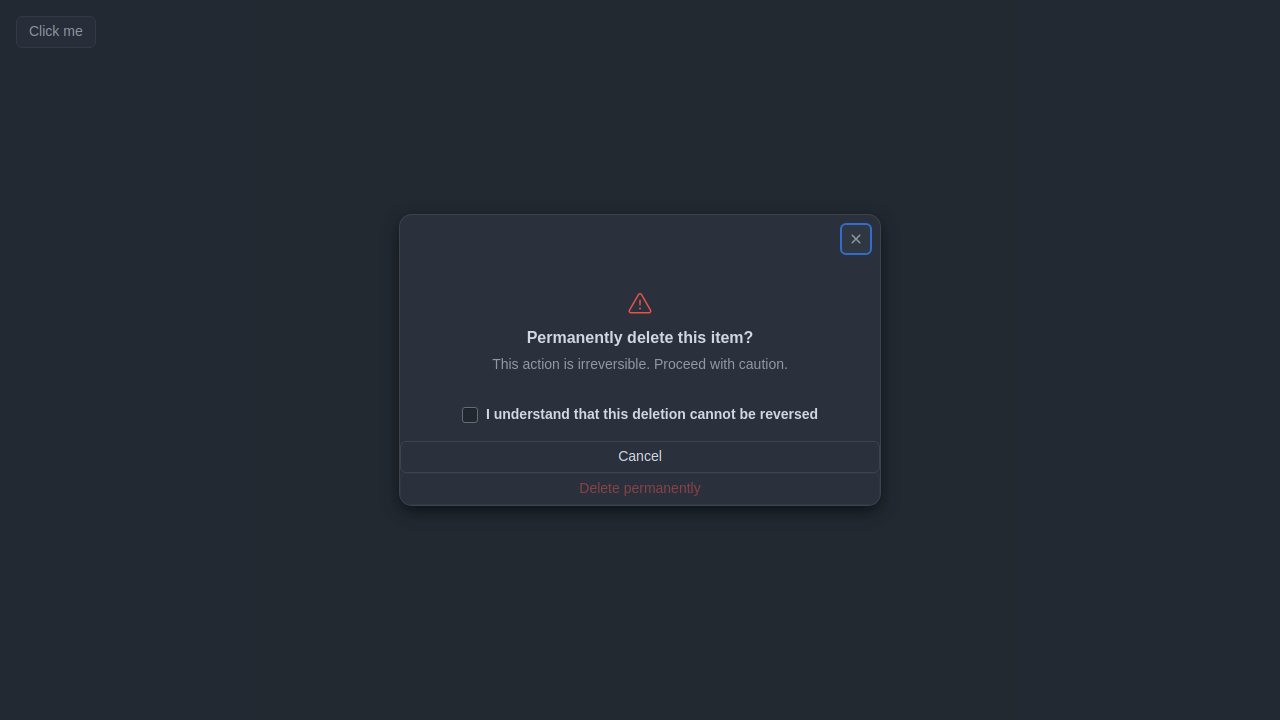 Click me
Permanently delete this item?
This action is irreversible. Proceed with caution.
I understand that this deletion cannot be reversed
Cancel
Delete permanently